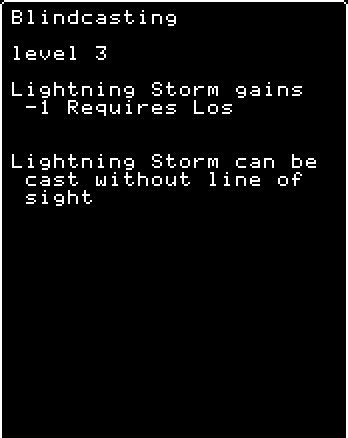 Blindcasting
level 3
Lightning Storm gains
-1 Requires Los
Lightning Storm can be
cast without line of
sight